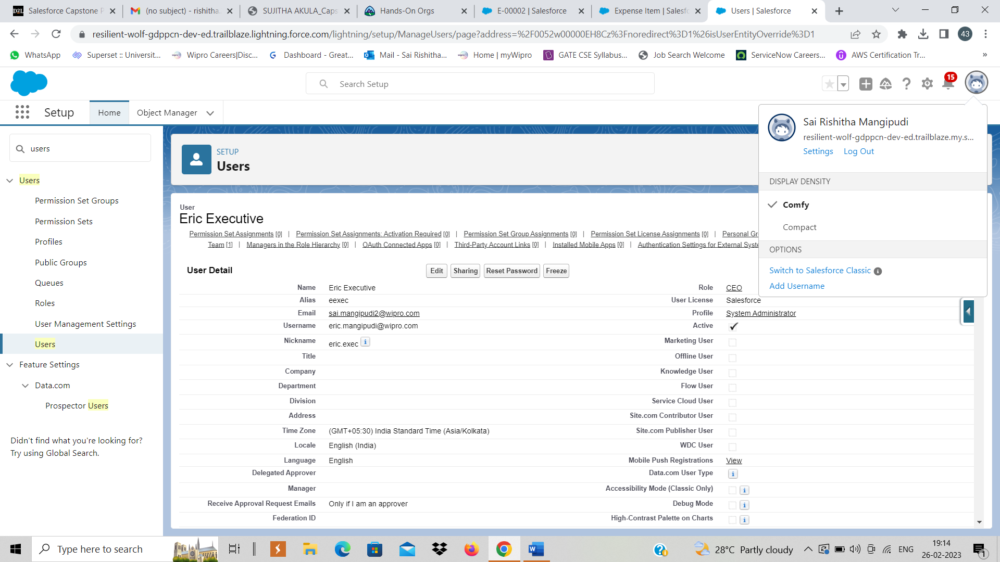 Salesforce Capstone P
(no subject) - rishitha.
SUJITHA AKULA_Caps
Hands-On Orgs
E-00002 | Salesforce
Expense Item | Salesfo
Users | Salesforce
resilient-wolf-gdppcn-dev-ed.trailblaze.lightning.force.com/lightning/setup/ManageUsers/page?address=%2F0052w00000EH8Cz%3Fnoredirect%3D1%26isUserEntityOverride%3D1
43
WhatsApp
Superset :: Universit...
Wipro Careers|Disc...
Dashboard - Great...
Mail - Sai Rishitha...
Home | myWipro
GATE CSE Syllabus...
Job Search Welcome
ServiceNow Careers...
AWS Certification Tr...
»
Search Setup
15
Setup
Home
Object Manager
Sai Rishitha Mangipudi
resilient-wolf-gdppcn-dev-ed.trailblaze.my.s...
Settings Log Out
DISPLAY DENSITY
Comfy
Compact
OPTIONS
Switch to Salesforce Classic
Add Username
users
Users
Permission Set Groups
Permission Sets
Profiles
Public Groups
Queues
Roles
User Management Settings
Users
Feature Settings
Data.com
Prospector Users
Didn't find what you're looking for?
Try using Global Search.
SETUP
Users
User
Eric Executive
Permission Set Assignments [0] | Permission Set Assignments: Activation Required [0] | Permission Set Group Assignments [0] | Permission Set License Assignments [0] | Personal Gr
Team [1] | Managers in the Role Hierarchy [0] | OAuth Connected Apps [0] | Third-Party Account Links [0] | Installed Mobile Apps [0] | Authentication Settings for External Syste
User Detail
Edit Sharing Reset Password Freeze
Name Eric Executive Role CEO
Alias eexec User License Salesforce
Email sai.mangipudi2@wipro.com Profile System Administrator
Username eric.mangipudi@wipro.com Active
Nickname eric.exec Marketing User
Title Offline User
Company Knowledge User
Department Flow User
Division Service Cloud User
Address Site.com Contributor User
Time Zone (GMT+05:30) India Standard Time (Asia/Kolkata) Site.com Publisher User
Locale English (India) WDC User
Language English Mobile Push Registrations View
Delegated Approver Data.com User Type
Manager Accessibility Mode (Classic Only)
Receive Approval Request Emails Only if I am an approver Debug Mode
Federation ID High-Contrast Palette on Charts
Type here to search
28°C Partly cloudy
ENG
19:14
26-02-2023
1